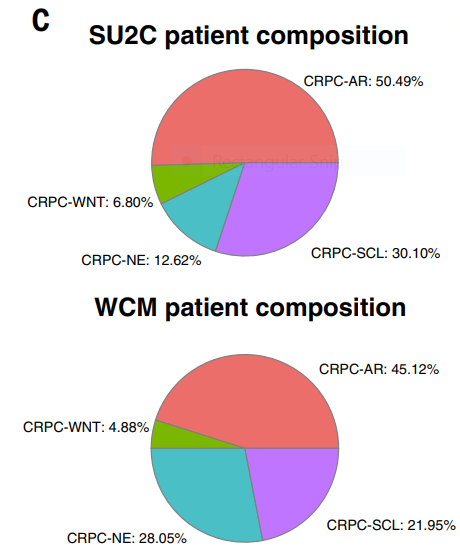 C
SU2C patient composition
CRPC-AR: 50.49%
CRPC-WNT: 6.80%
CRPC-NE: 12.62%
CRPC-SCL: 30.10%
WCM patient composition
CRPC-AR: 45.12%
CRPC-WNT: 4.88%
CRPC-NE: 28.05%
CRPC-SCL: 21.95%